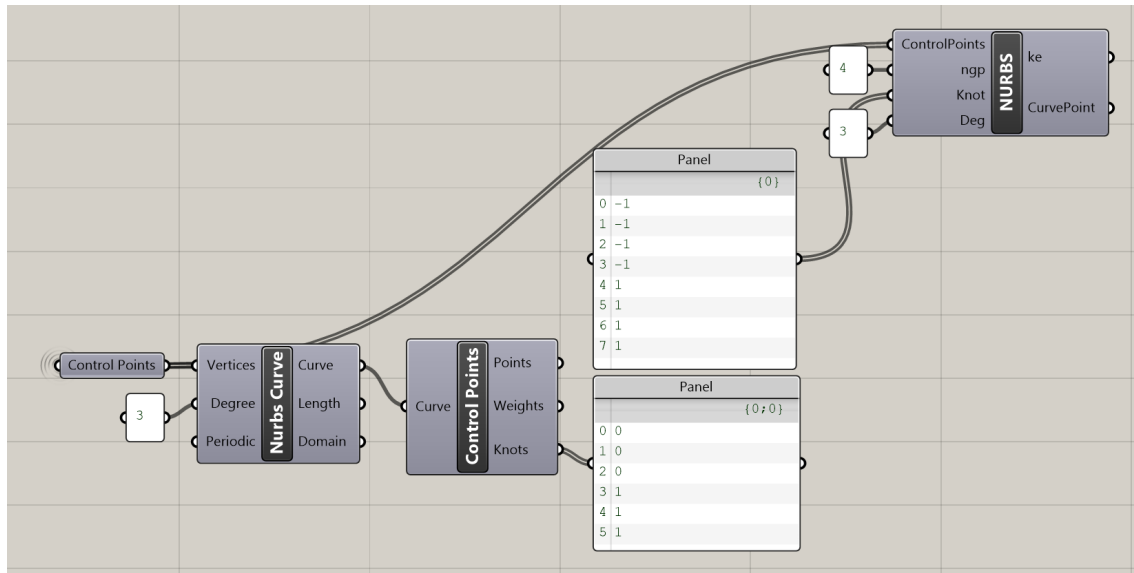 ControlPoints
ngp
Knot
Deg
NURBS
ke
CurvePoint
4
3
Panel
{0}
0 -1
1 -1
2 -1
3 -1
4 1
5 1
6 1
7 1
Control Points
3
Vertices
Degree
Periodic
Nurbs Curve
Curve
Length
Domain
Curve
Control Points
Points
Weights
Knots
Panel
{0;0}
0 0
1 0
2 0
3 1
4 1
5 1